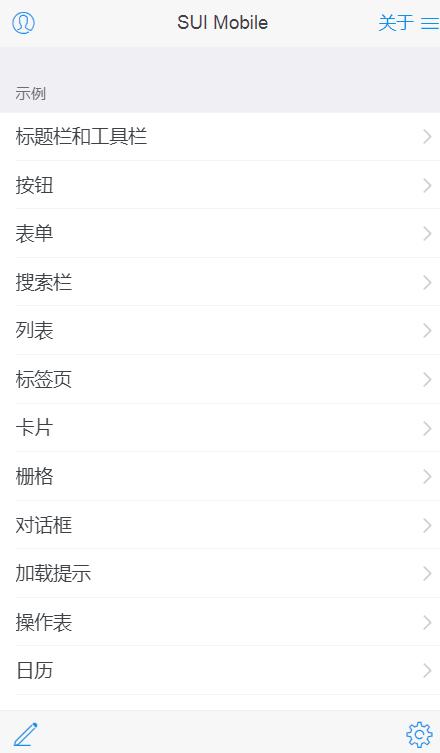 SUI Mobile 关于
示例
标题栏和工具栏
按钮
表单
搜索栏
列表
标签页
卡片
栅格
对话框
加载提示
操作表
日历